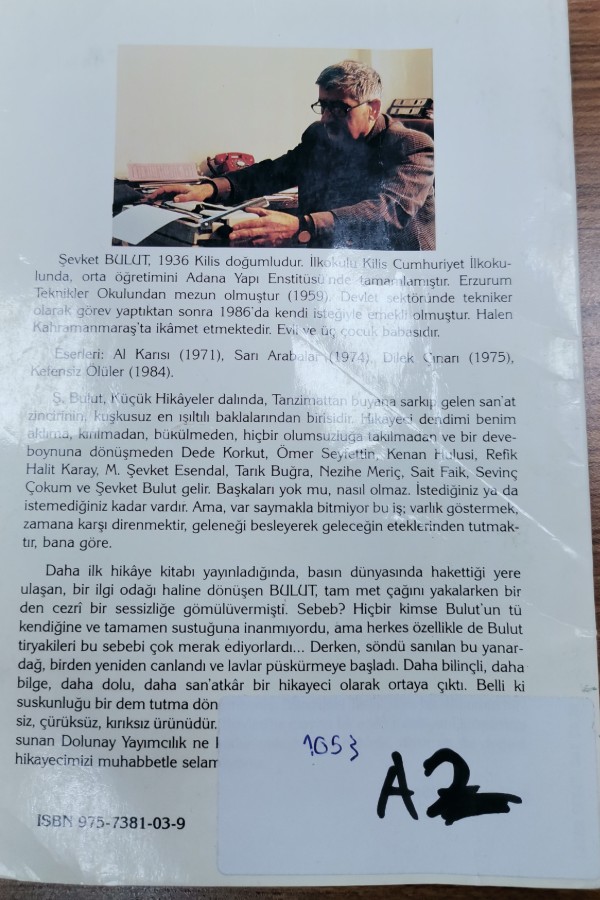 Şevket BULUT, 1936 Kilis doğumludur. İlkokulu Kilis Cumhuriyet İlkoku-
lunda, orta öğretimini Adana Yapı Enstitüsü'nde tamamlamıştır. Erzurum
Teknikler Okulundan mezun olmuştur (1959). Devlet sektöründe tekniker
olarak görev yaptıktan sonra 1986'da kendi isteğiyle emekli olmuştur. Halen
Kahramanmaraş'ta ikâmet etmektedir. Evli ve üç çocuk babasıdır.
Eserleri: Al Karısı (1971), Sarı Arabalar (1974), Dilek Çınarı (1975),
Kefensiz Ölüler (1984).
Ş. Bulut, Küçük Hikâyeler dalında, Tanzimattan buyana sarkıp gelen san'at
zincirinin, kuşkusuz en ışıltılı baklalarından birisidir. Hikayeci dendimi benim
aklıma, kırılmadan, bükülmeden, hiçbir olumsuzluğa takılmadan ve bir deve-
boynuna dönüşmeden Dede Korkut, Ömer Seyfettin, Kenan Hulusi, Refik
Halit Karay, M. Şevket Esendal, Tarık Buğra, Nezihe Meriç, Sait Faik, Sevinç
Çokum ve Şevket Bulut gelir. Başkaları yok mu, nasıl olmaz. İstediğiniz ya da
istemediğiniz kadar vardır. Ama, var saymakla bitmiyor bu iş; varlık göstermek,
zamana karşı direnmektir, geleneği besleyerek geleceğin eteklerinden tutmak-
tır, bana göre.
Daha ilk hikâye kitabı yayınladığında, basın dünyasında hakettiği yere
ulaşan, bir ilgi odağı haline dönüşen BULUT, tam met çağını yakalarken bir
den cezrî bir sessizliğe gömülüvermişti. Sebeb? Hiçbir kimse Bulut'un tü
kendiğine ve tamamen sustuğuna inanmıyordu, ama herkes özellikle de Bulut
tiryakileri bu sebebi çok merak ediyorlardı... Derken, söndü sanılan bu yanar-
dağ, birden yeniden canlandı ve lavlar püskürmeye başladı. Daha bilinçli, daha
bilge, daha dolu, daha san'atkâr bir hikayeci olarak ortaya çıktı. Belli ki
suskunluğu bir dem tutma dön
siz, çürüksüz, kırıksız ürünüdür.
sunan Dolunay Yayımcılık ne
hikayecimizi muhabbetle selam
1053
A2
ISBN 975-7381-03-9